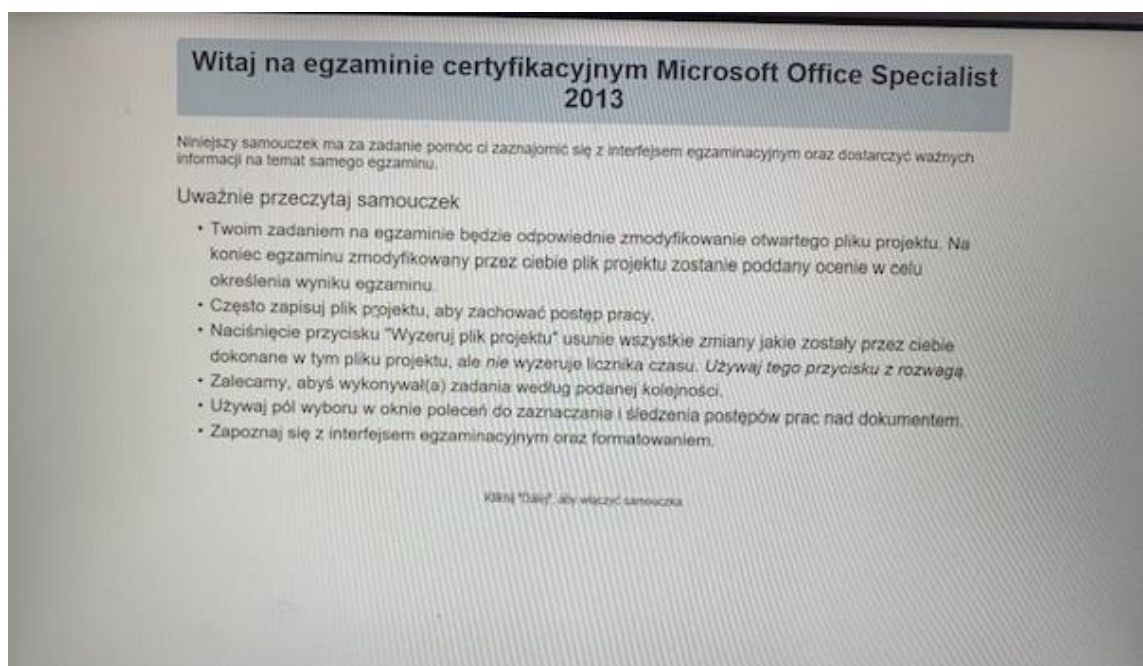 Witaj na egzaminie certyfikacyjnym Microsoft Office Specialist
2013
Niniejszy samouczek ma za zadanie pomóc ci zaznajomić się z interfejsem egzaminacyjnym oraz dostarczyć ważnych
informacji na temat samego egzaminu.
Uważnie przeczytaj samouczek
• Twoim zadaniem na egzaminie będzie odpowiednie zmodyfikowanie otwartego pliku projektu. Na
koniec egzaminu zmodyfikowany przez ciebie plik projektu zostanie poddany ocenie w celu
określenia wyniku egzaminu.
• Często zapisuj plik projektu, aby zachować postęp pracy.
• Naciśnięcie przycisku "Wyzeruj plik projektu" usunie wszystkie zmiany jakie zostały przez ciebie
dokonane w tym pliku projektu, ale nie wyzeruje licznika czasu. Używaj tego przycisku z rozwagą.
• Zalecamy, abyś wykonywał(a) zadania według podanej kolejności.
• Używaj pól wyboru w oknie poleceń do zaznaczania i śledzenia postępów prac nad dokumentem.
• Zapoznaj się z interfejsem egzaminacyjnym oraz formatowaniem.
Kliknij "Dalej", aby włączyć samouczka